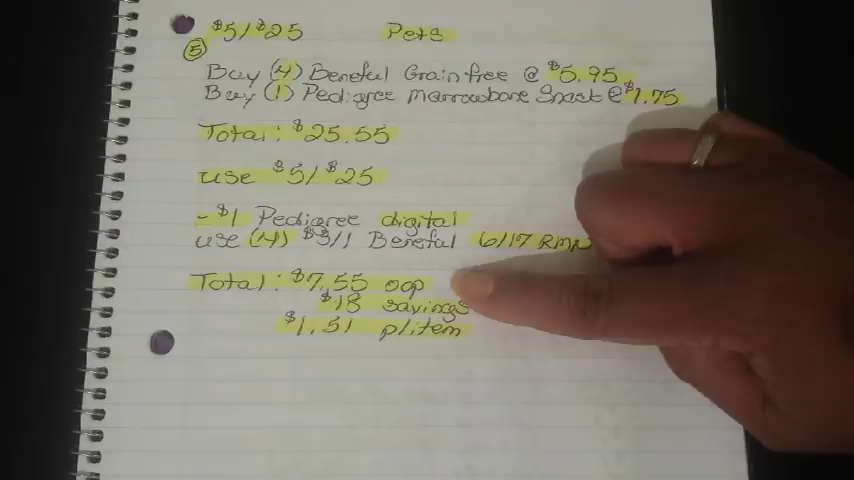 $5/$25 Pets
5
Buy (4) Beneful Grain free @ $5.95
Buy (1) Pedigree Marrowbone Snack @ $1.75
Total: $25.55
use $5/$25
- $1 Pedigree digital
use (4) $3/1 Beneful 6/17 RMN
Total: $7.55 oop
$18 savings
$1.51 p/item